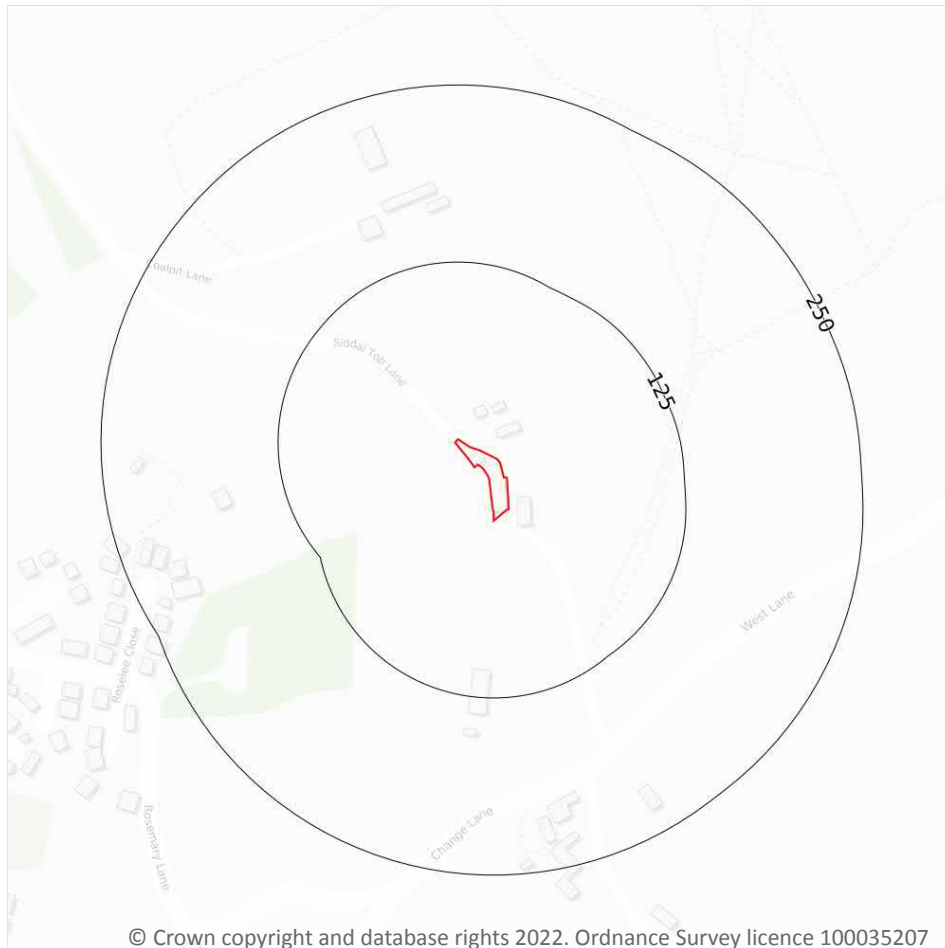 250
Coalpit Lane
Siddal Top Lane
125
West Lane
Roselee Close
Change Lane
Rosemary Lane
© Crown copyright and database rights 2022. Ordnance Survey licence 100035207